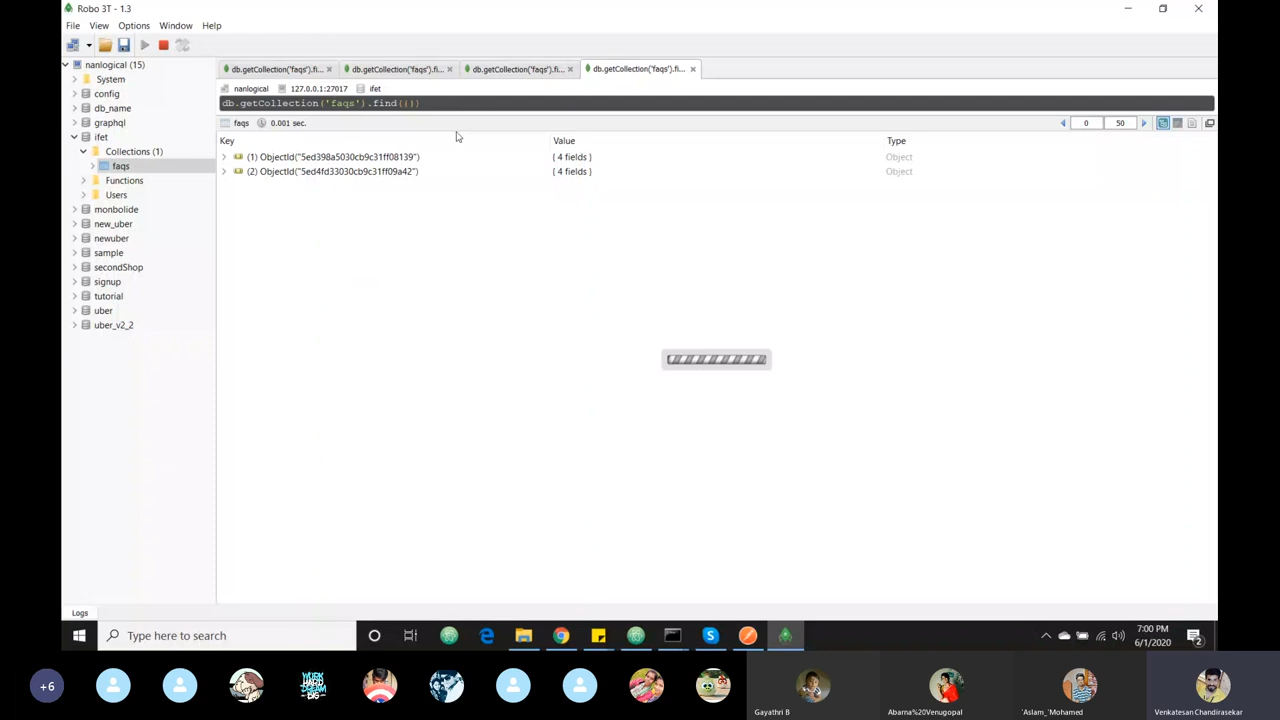 Robo 3T - 1.3
File View Options Window Help
nanlogical (15)
System
config
db_name
graphql
ifet
Collections (1)
faqs
Functions
Users
monbolide
new_uber
newuber
sample
secondShop
signup
tutorial
uber
uber_v2_2
db.getCollection('faqs').fi... db.getCollection('faqs').fi... db.getCollection('faqs').fi... db.getCollection('faqs').fi...
nanlogical 127.0.0.1:27017 ifet
db.getCollection('faqs').find({})
faqs 0.001 sec. 0 50
Key Value Type
(1) ObjectId("5ed398a5030cb9c31ff08139") { 4 fields } Object
(2) ObjectId("5ed4fd33030cb9c31ff09a42") { 4 fields } Object
Logs
Type here to search
7:00 PM
6/1/2020
2
+6
Gayathri B Abarna%20Venugopal 'Aslam_'Mohamed Venkatesan Chandirasekar